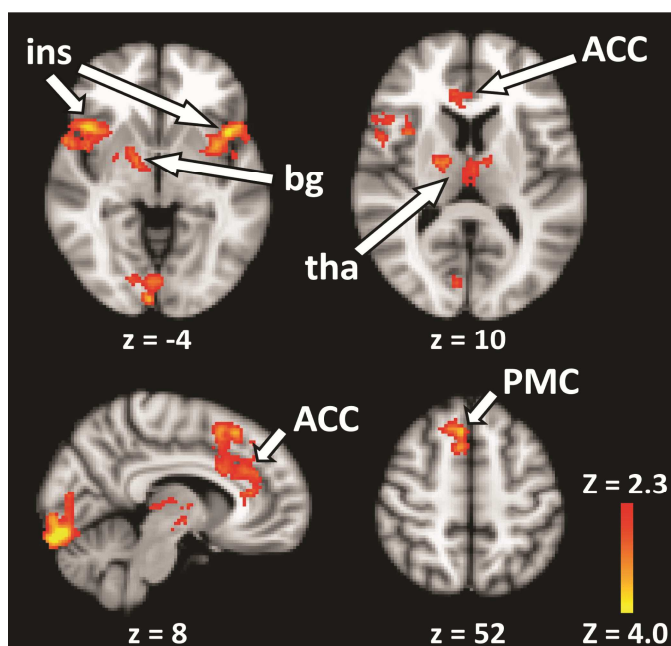 ins
ACC
bg
tha
z = -4
z = 10
ACC
PMC
Z = 2.3
z = 8
z = 52
Z = 4.0